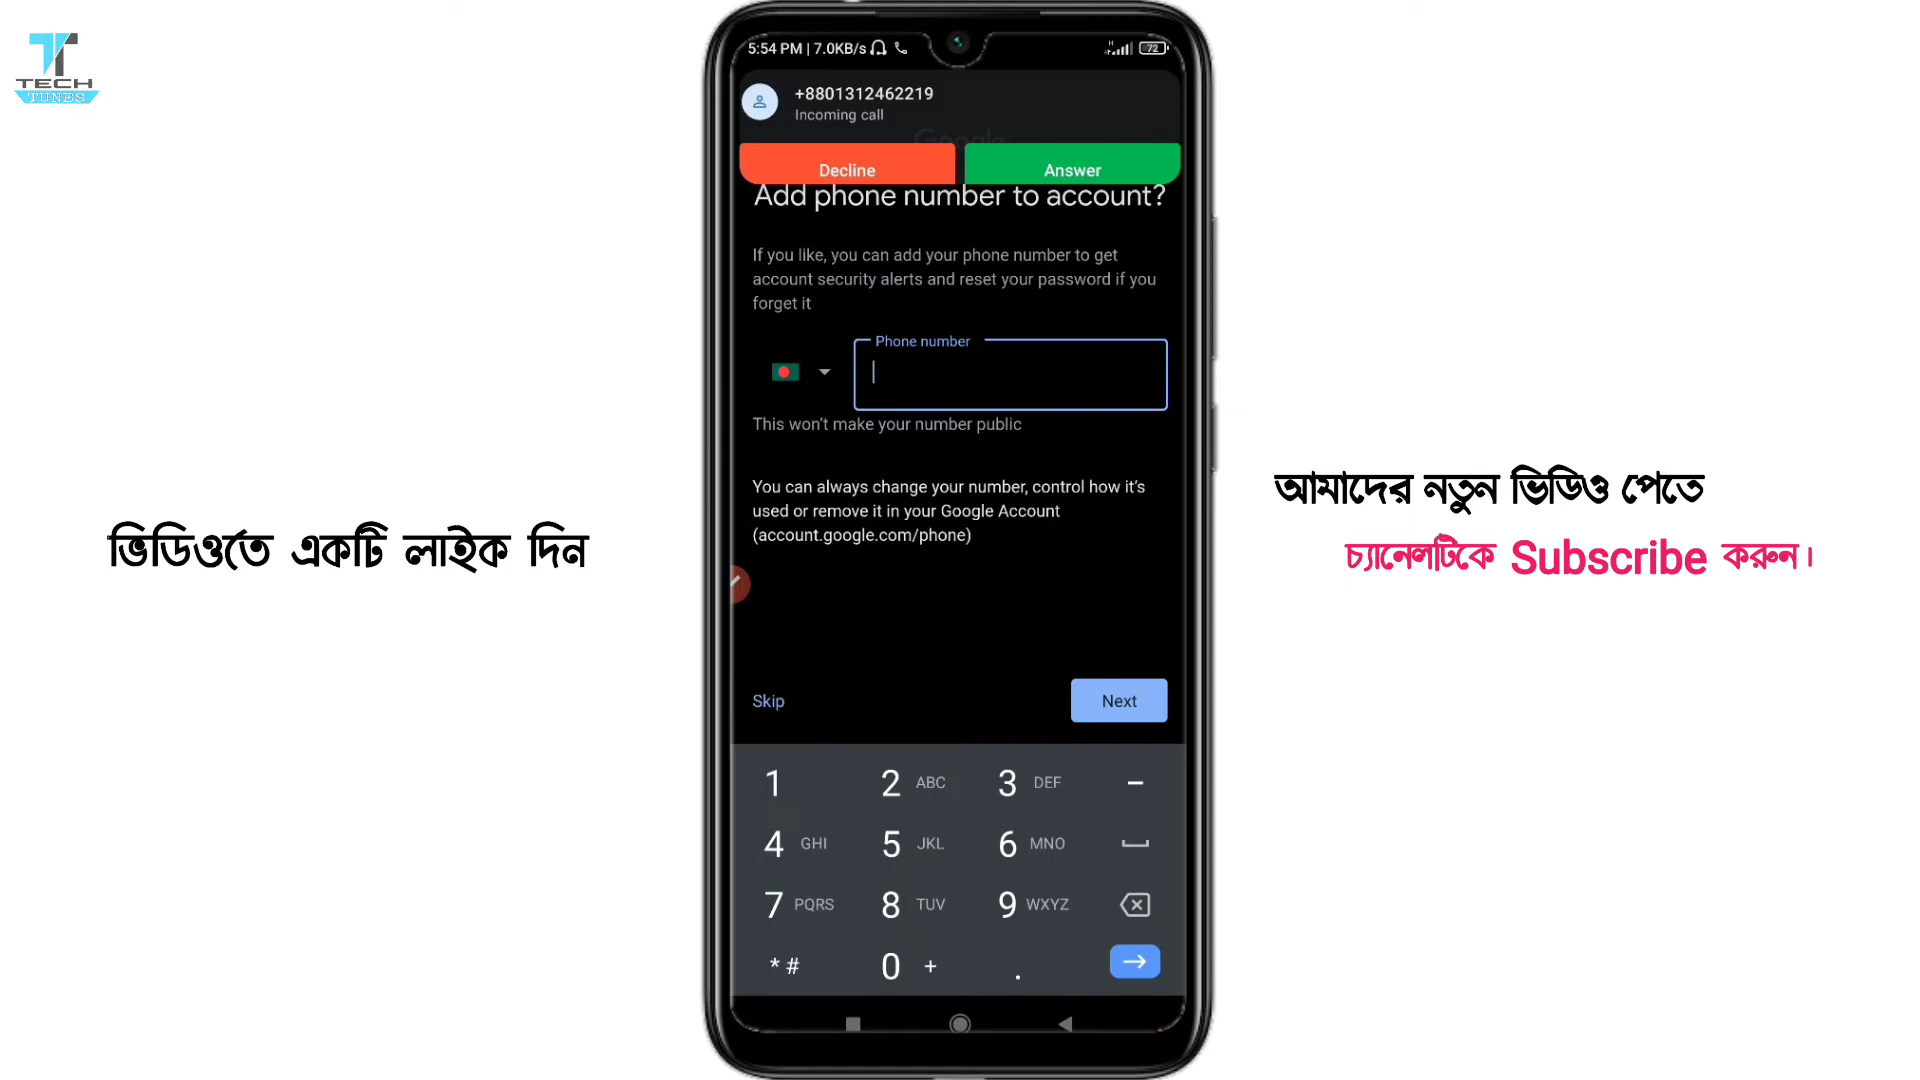 TT
TECH
TUNES
5:54 PM | 7.0KB/s
72
+8801312462219
Incoming call
Google
Decline
Answer
Add phone number to account?
If you like, you can add your phone number to get
account security alerts and reset your password if you
forget it
Phone number
This won't make your number public
You can always change your number, control how it's
used or remove it in your Google Account
(account.google.com/phone)
Skip
Next
1
2 ABC
3 DEF
–
4 GHI
5 JKL
6 MNO
7 PQRS
8 TUV
9 WXYZ
* #
0 +
.
ভিডিওতে একটি লাইক দিন
আমাদের নতুন ভিডিও পেতে
চ্যানেলটিকে Subscribe করুন।